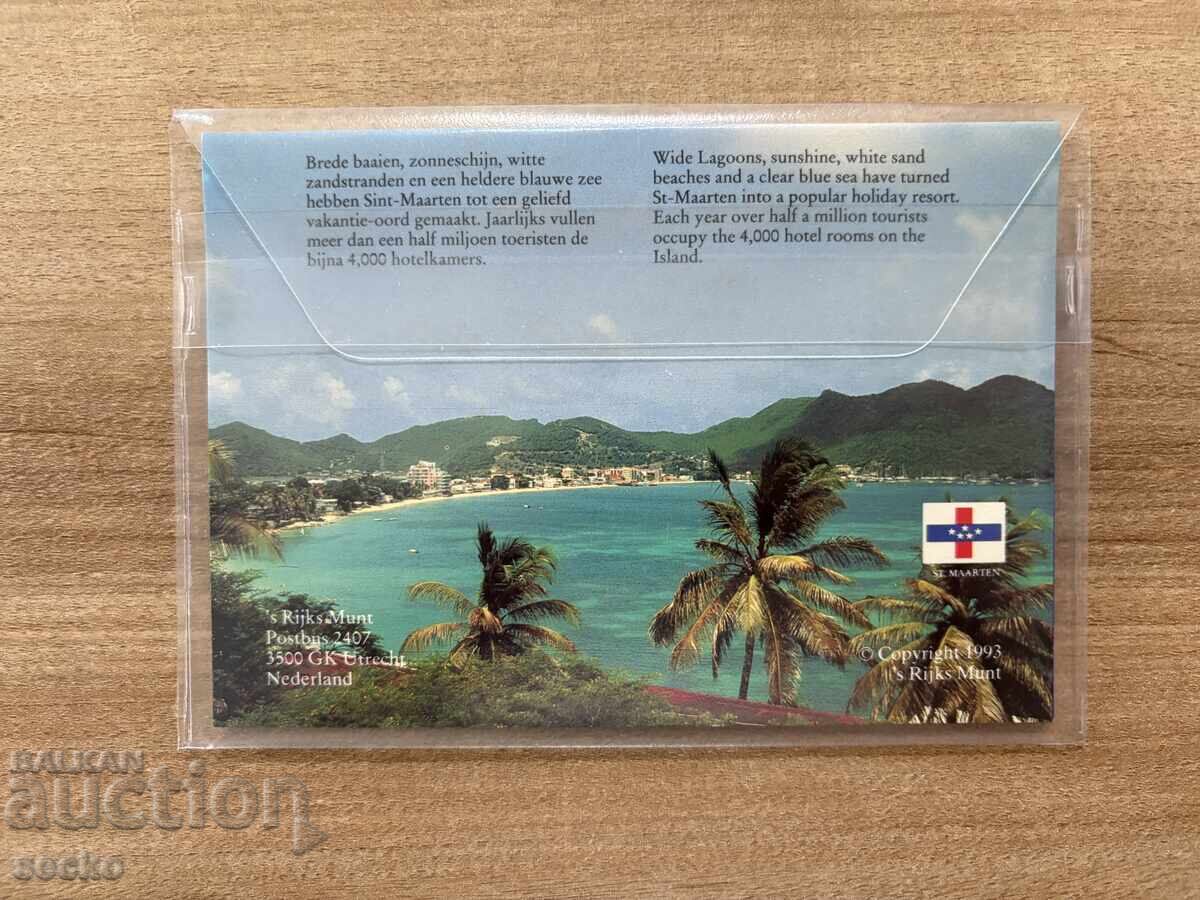 Brede baaien, zonneschijn, witte
zandstranden en een heldere blauwe zee
hebben Sint-Maarten tot een geliefd
vakantie-oord gemaakt. Jaarlijks vullen
meer dan een half miljoen toeristen de
bijna 4,000 hotelkamers.
Wide Lagoons, sunshine, white sand
beaches and a clear blue sea have turned
St-Maarten into a popular holiday resort.
Each year over half a million tourists
occupy the 4,000 hotel rooms on the
Island.
ST. MAARTEN
's Rijks Munt
Postbus 2407
3500 GK Utrecht
Nederland
© Copyright 1993
's Rijks Munt
BALKAN
auction
secko